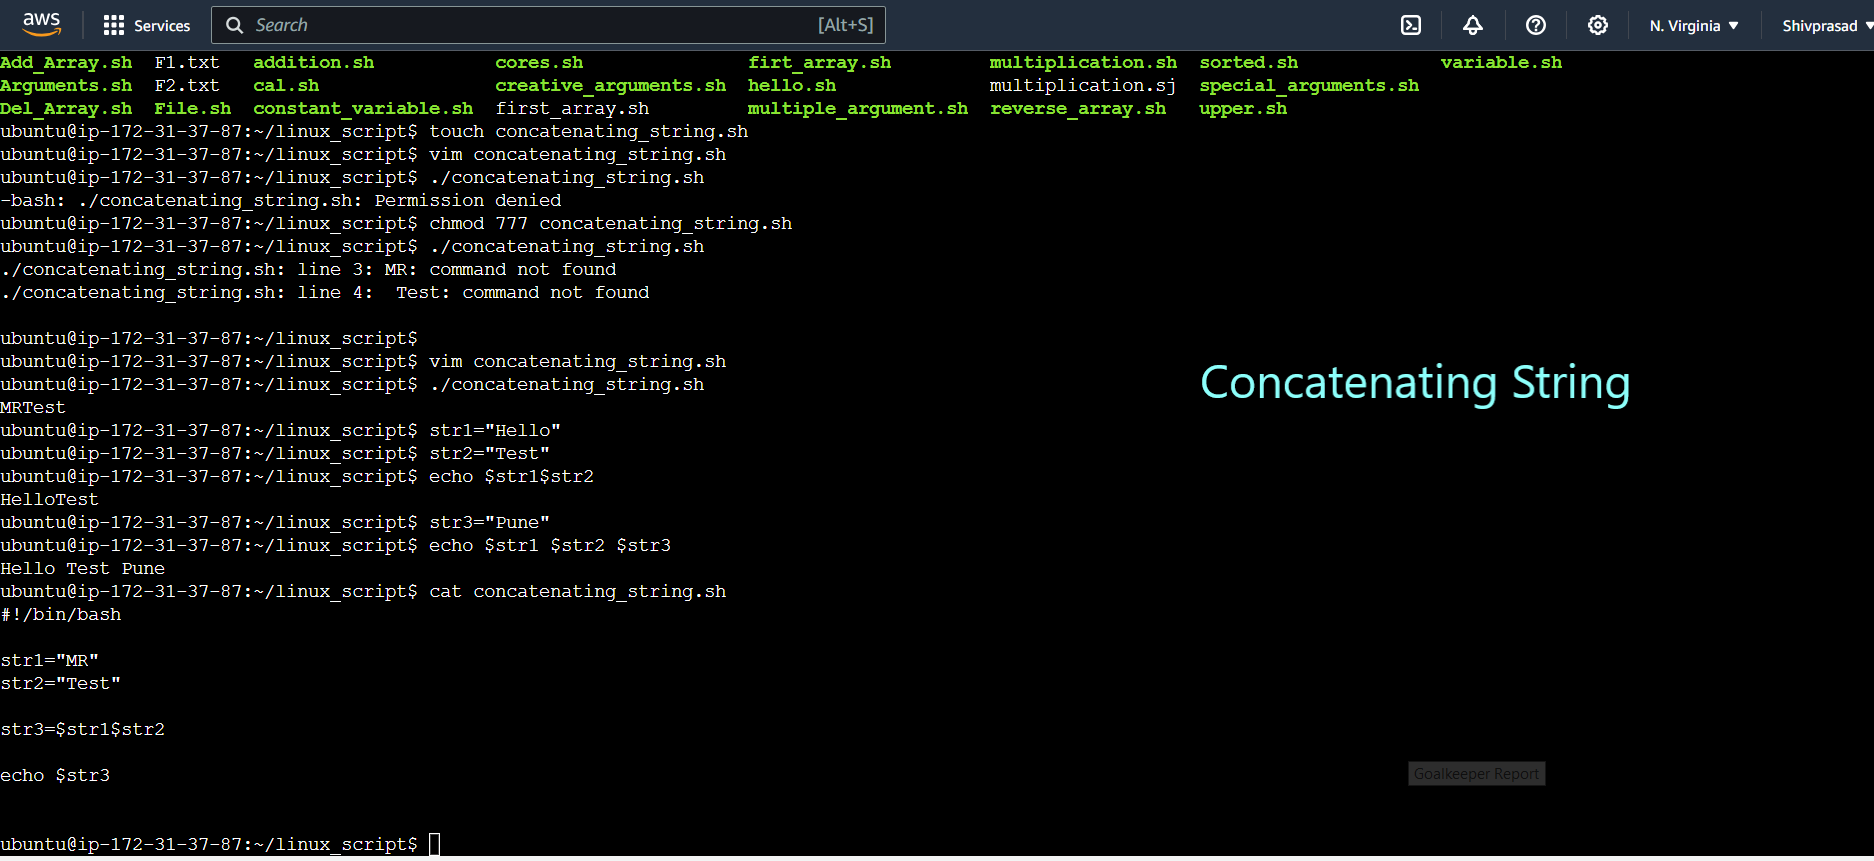 aws Services Search [Alt+S] N. Virginia Shivprasad
Add_Array.sh F1.txt addition.sh cores.sh firt_array.sh multiplication.sh sorted.sh variable.sh
Arguments.sh F2.txt cal.sh creative_arguments.sh hello.sh multiplication.sj special_arguments.sh
Del_Array.sh File.sh constant_variable.sh first_array.sh multiple_argument.sh reverse_array.sh upper.sh
ubuntu@ip-172-31-37-87:~/linux_script$ touch concatenating_string.sh
ubuntu@ip-172-31-37-87:~/linux_script$ vim concatenating_string.sh
ubuntu@ip-172-31-37-87:~/linux_script$ ./concatenating_string.sh
-bash: ./concatenating_string.sh: Permission denied
ubuntu@ip-172-31-37-87:~/linux_script$ chmod 777 concatenating_string.sh
ubuntu@ip-172-31-37-87:~/linux_script$ ./concatenating_string.sh
./concatenating_string.sh: line 3: MR: command not found
./concatenating_string.sh: line 4:  Test: command not found
ubuntu@ip-172-31-37-87:~/linux_script$
ubuntu@ip-172-31-37-87:~/linux_script$ vim concatenating_string.sh
ubuntu@ip-172-31-37-87:~/linux_script$ ./concatenating_string.sh
Concatenating String
MRTest
ubuntu@ip-172-31-37-87:~/linux_script$ str1="Hello"
ubuntu@ip-172-31-37-87:~/linux_script$ str2="Test"
ubuntu@ip-172-31-37-87:~/linux_script$ echo $str1$str2
HelloTest
ubuntu@ip-172-31-37-87:~/linux_script$ str3="Pune"
ubuntu@ip-172-31-37-87:~/linux_script$ echo $str1 $str2 $str3
Hello Test Pune
ubuntu@ip-172-31-37-87:~/linux_script$ cat concatenating_string.sh
#!/bin/bash
str1="MR"
str2="Test"
str3=$str1$str2
echo $str3
Goalkeeper Report
ubuntu@ip-172-31-37-87:~/linux_script$